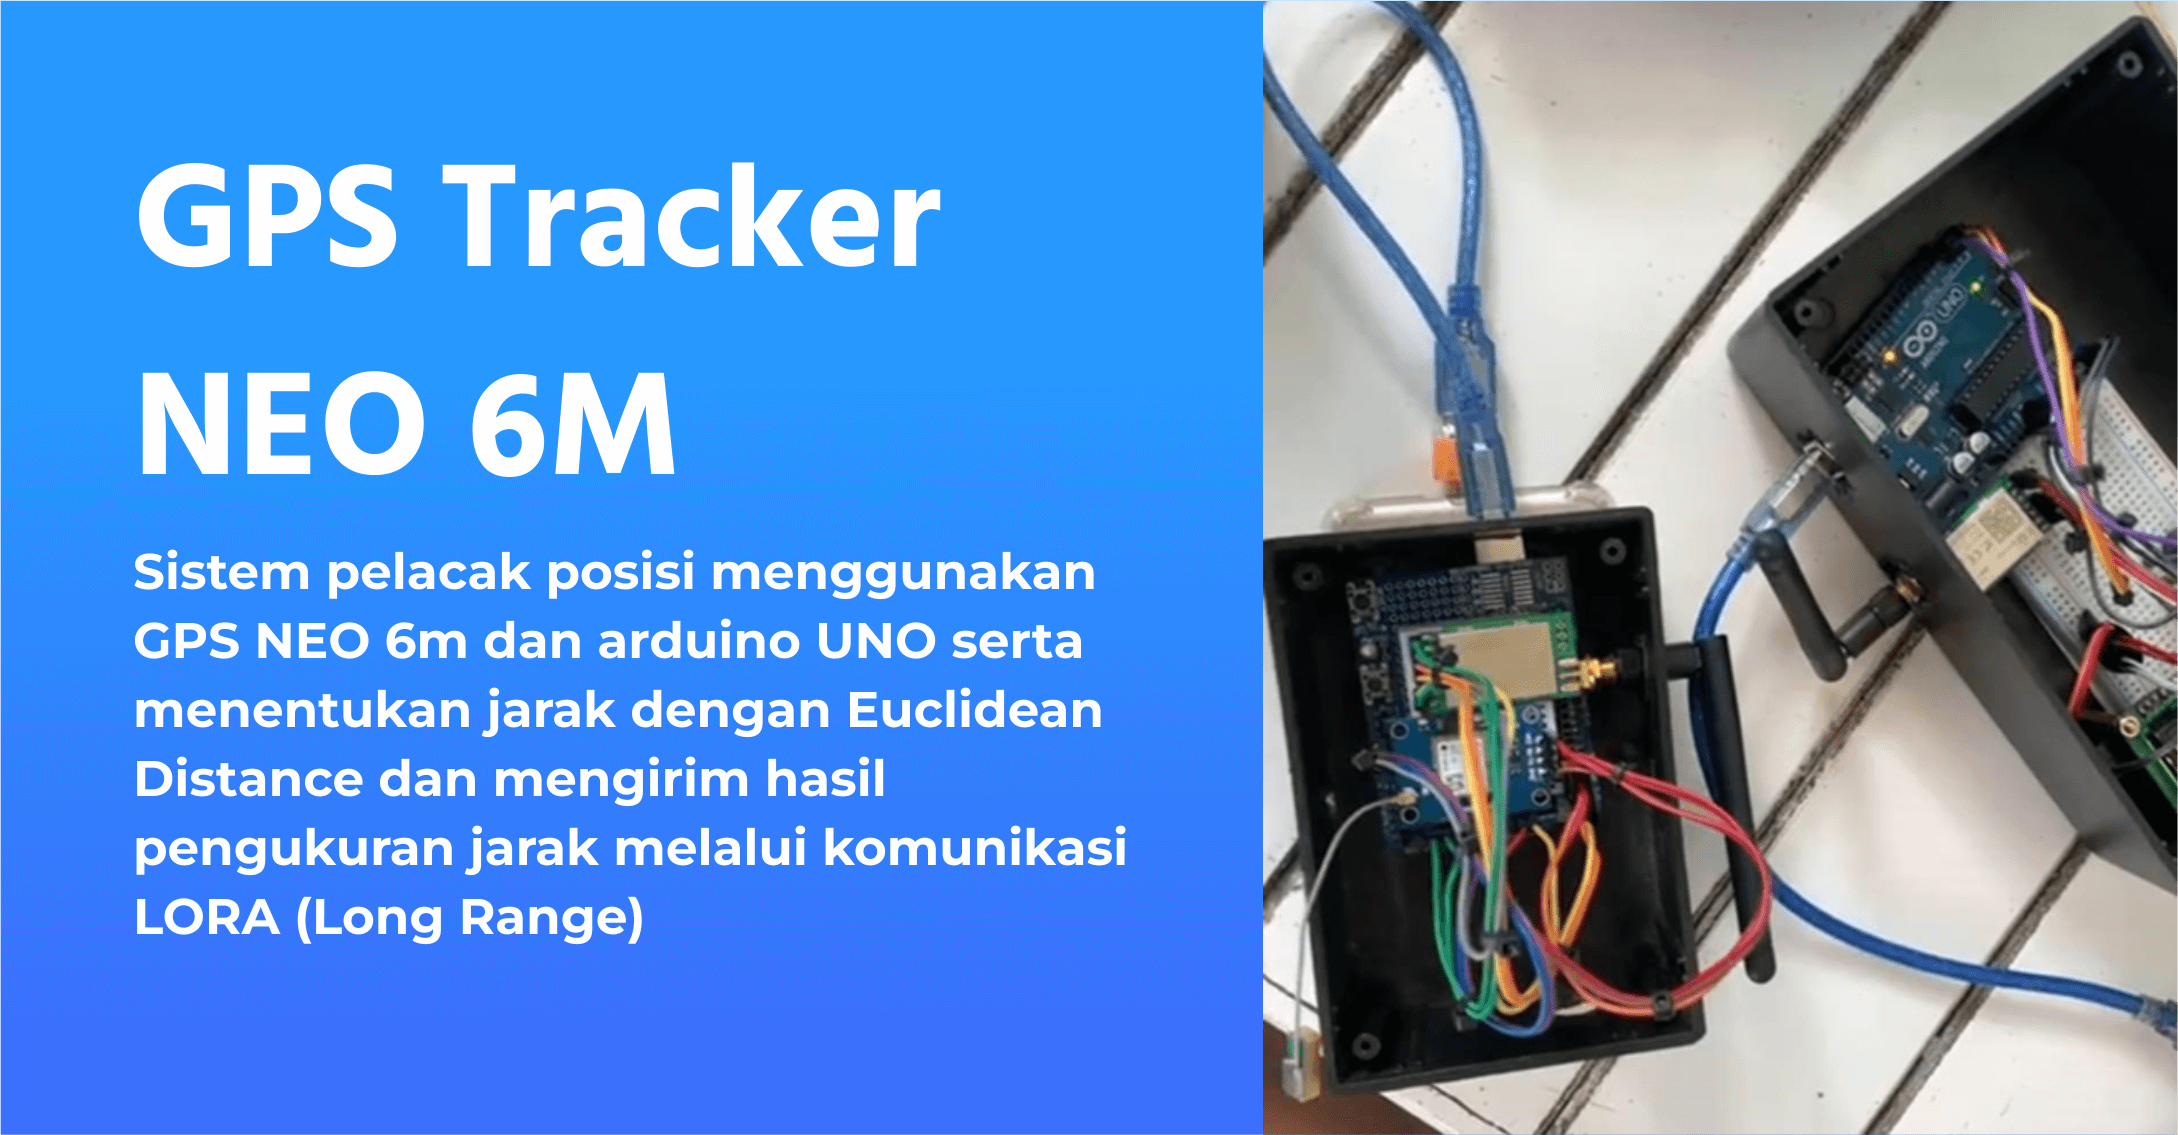 GPS Tracker
NEO 6M
Sistem pelacak posisi menggunakan
GPS NEO 6m dan arduino UNO serta
menentukan jarak dengan Euclidean
Distance dan mengirim hasil
pengukuran jarak melalui komunikasi
LORA (Long Range)
UNO